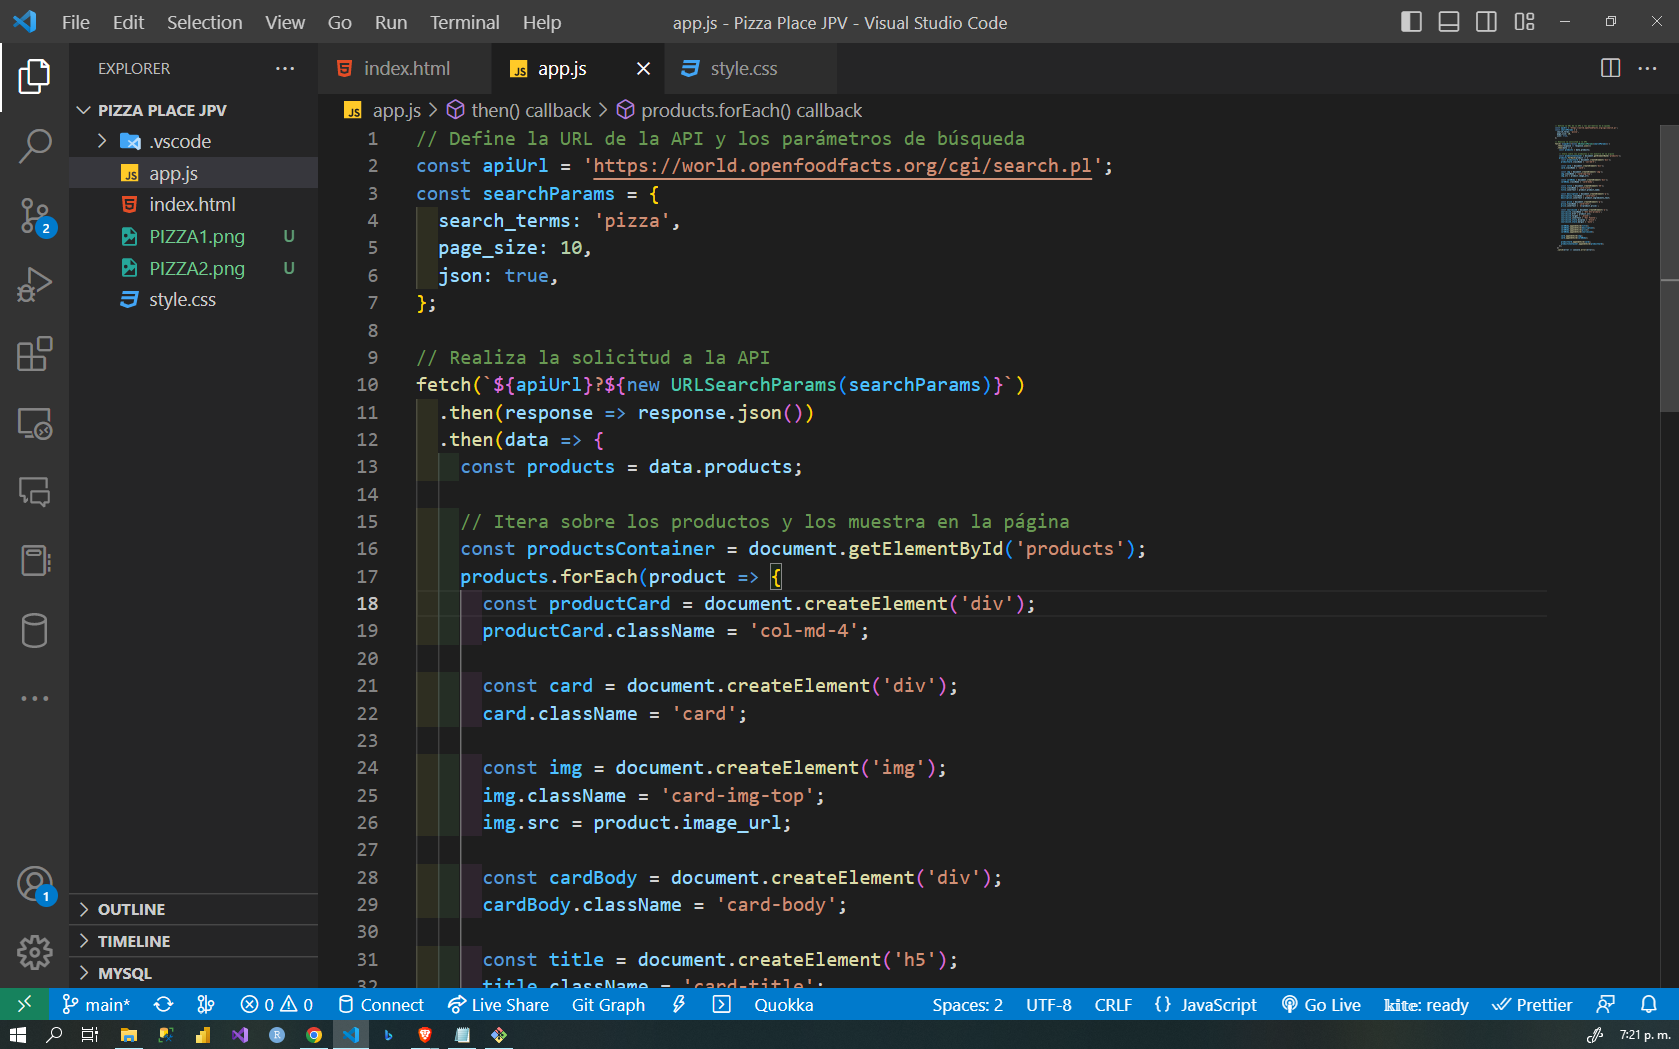 File Edit Selection View Go Run Terminal Help
app.js - Pizza Place JPV - Visual Studio Code
EXPLORER
PIZZA PLACE JPV
.vscode
app.js
index.html
PIZZA1.png U
PIZZA2.png U
style.css
OUTLINE
TIMELINE
MYSQL
2
1
index.html app.js style.css
app.js > then() callback > products.forEach() callback
1 // Define la URL de la API y los parámetros de búsqueda
2 const apiUrl = 'https://world.openfoodfacts.org/cgi/search.pl';
3 const searchParams = {
4 search_terms: 'pizza',
5 page_size: 10,
6 json: true,
7 };
8
9 // Realiza la solicitud a la API
10 fetch(`${apiUrl}?${new URLSearchParams(searchParams)}`)
11 .then(response => response.json())
12 .then(data => {
13 const products = data.products;
14
15 // Itera sobre los productos y los muestra en la página
16 const productsContainer = document.getElementById('products');
17 products.forEach(product => {
18 const productCard = document.createElement('div');
19 productCard.className = 'col-md-4';
20
21 const card = document.createElement('div');
22 card.className = 'card';
23
24 const img = document.createElement('img');
25 img.className = 'card-img-top';
26 img.src = product.image_url;
27
28 const cardBody = document.createElement('div');
29 cardBody.className = 'card-body';
30
31 const title = document.createElement('h5');
32 title.className = 'card-title';
main* 0 0 Connect Live Share Git Graph Quokka Spaces: 2 UTF-8 CRLF {} JavaScript Go Live kite: ready Prettier
7:21 p. m.